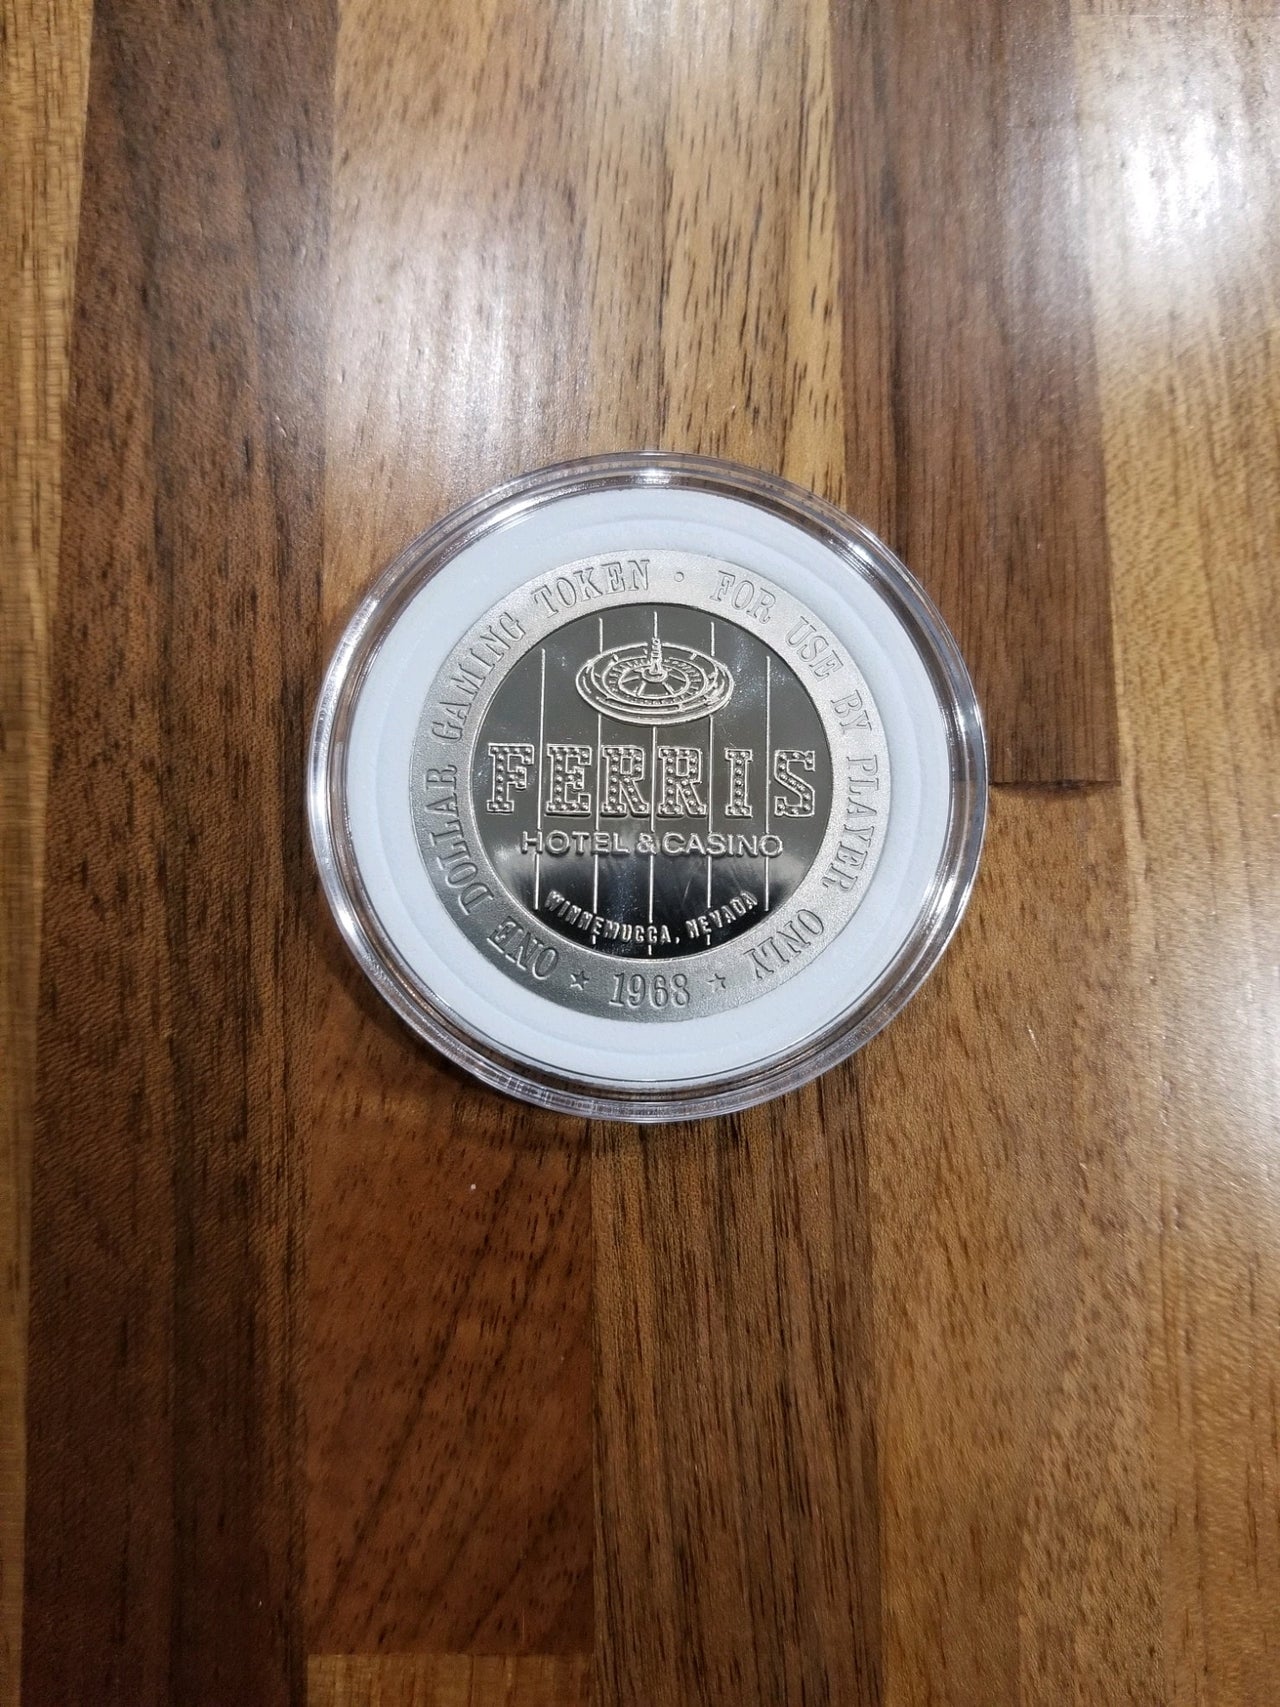 ONE DOLLAR GAMING TOKEN · FOR USE BY PLAYER ONLY
FERRIS
HOTEL & CASINO
WINNEMUCCA, NEVADA
★ 1968 ★